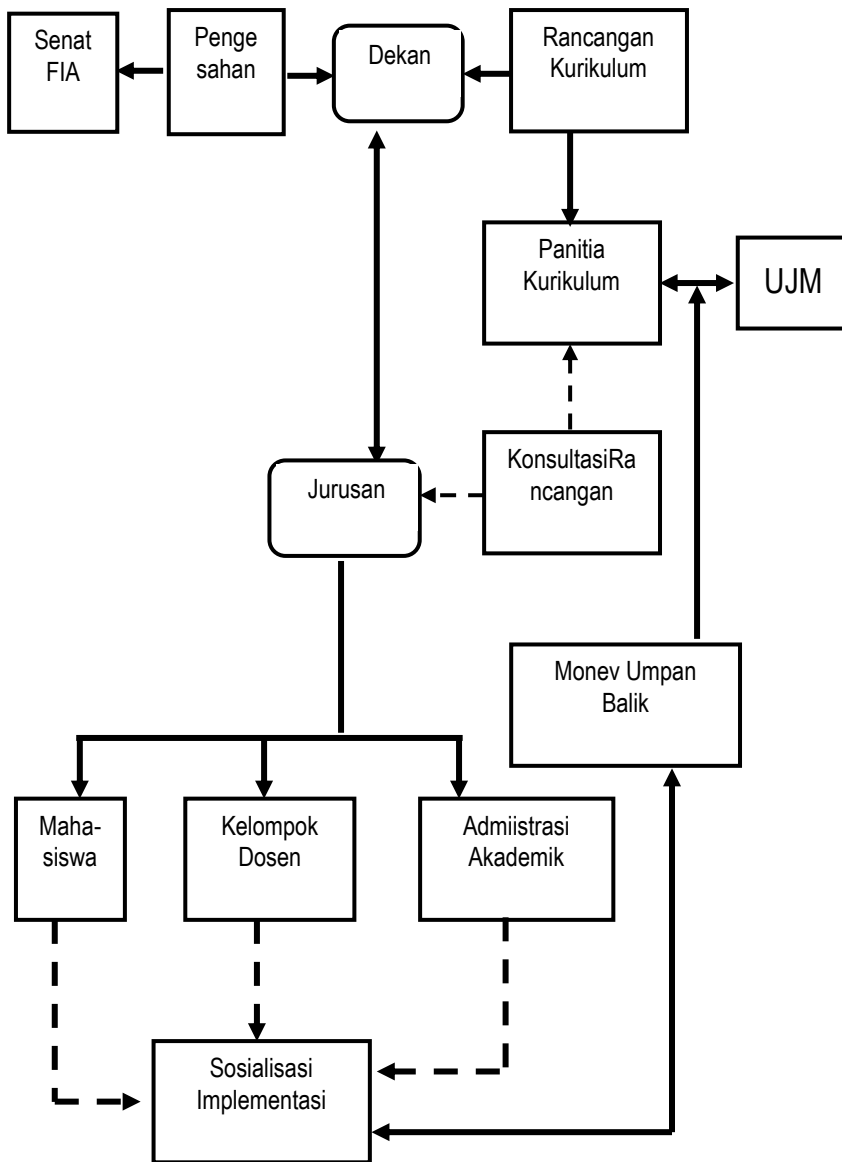 Senat
FIA
Penge
sahan
Dekan
Rancangan
Kurikulum
Panitia
Kurikulum
UJM
Jurusan
KonsultasiRa
ncangan
Monev Umpan
Balik
Maha-
siswa
Kelompok
Dosen
Admiistrasi
Akademik
Sosialisasi
Implementasi